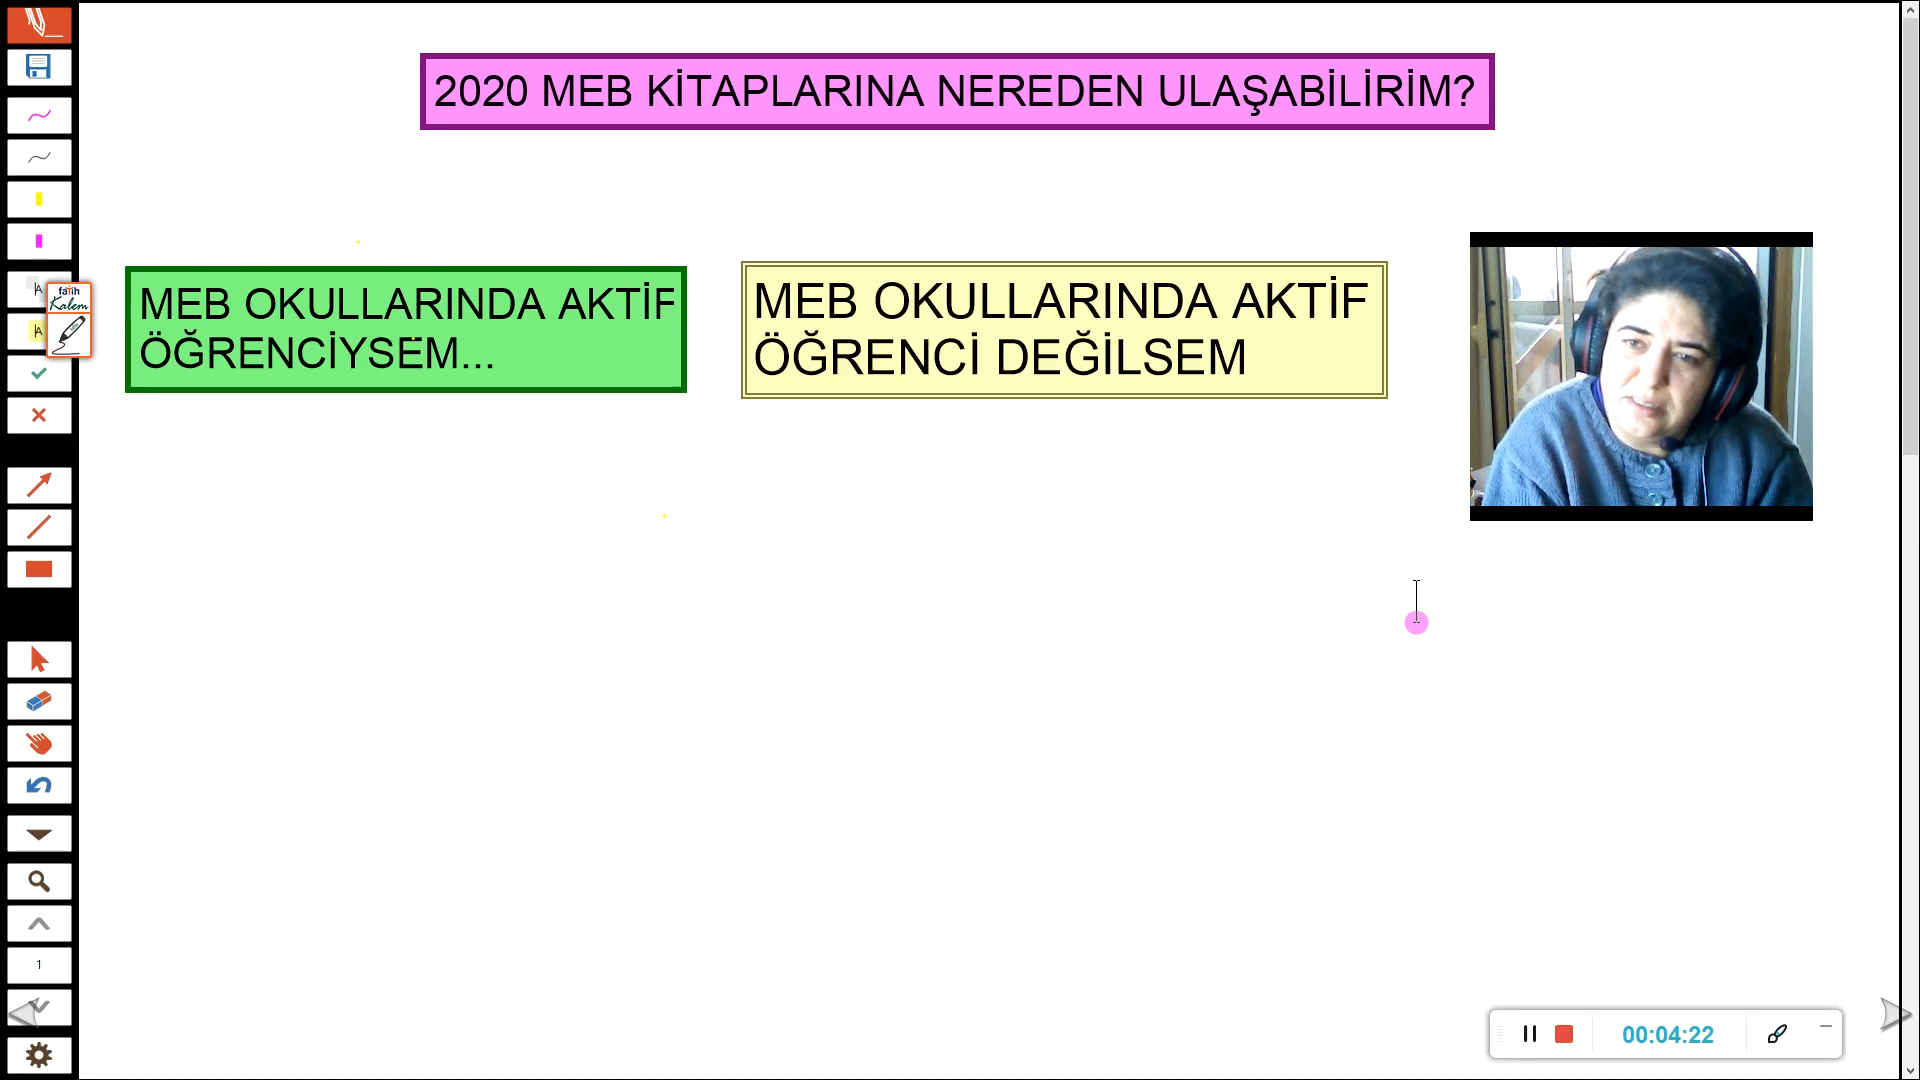 2020 MEB KİTAPLARINA NEREDEN ULAŞABİLİRİM?
MEB OKULLARINDA AKTİF
ÖĞRENCİYSEM...
MEB OKULLARINDA AKTİF
ÖĞRENCİ DEĞİLSEM
A
fatih
Kalem
A
1
00:04:22